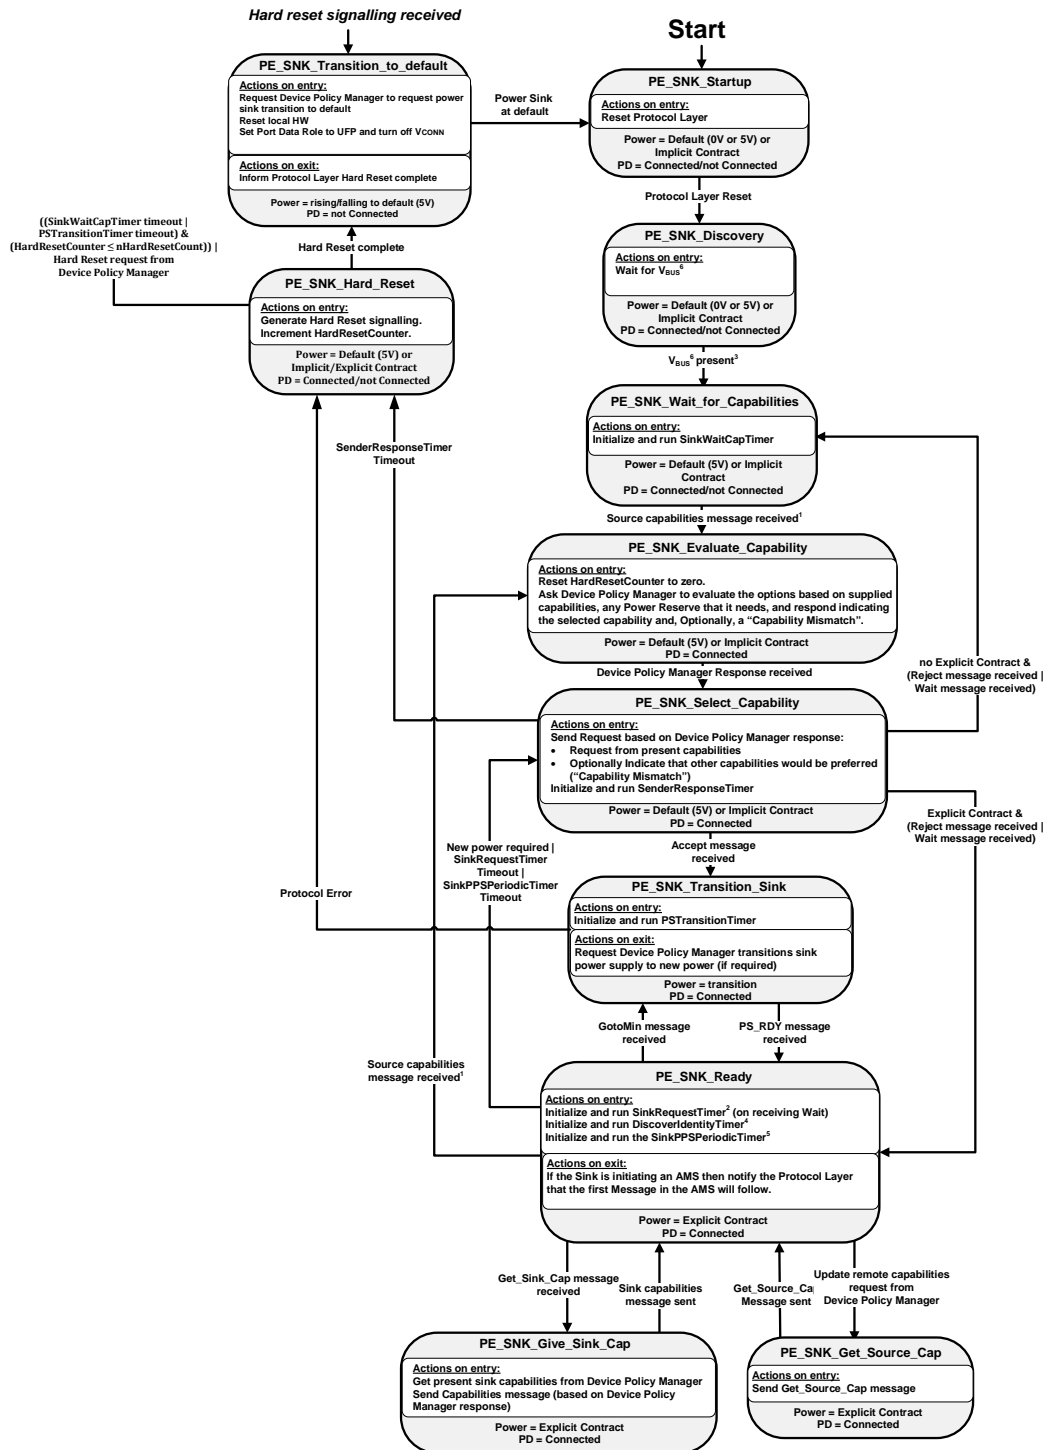 Hard reset signalling received
Start
PE_SNK_Transition_to_default
Actions on entry:
Request Device Policy Manager to request power
sink transition to default
Reset local HW
Set Port Data Role to UFP and turn off VCONN
Actions on exit:
Inform Protocol Layer Hard Reset complete
Power = rising/falling to default (5V)
PD = not Connected
Power Sink
at default
PE_SNK_Startup
Actions on entry:
Reset Protocol Layer
Power = Default (0V or 5V) or
Implicit Contract
PD = Connected/not Connected
Protocol Layer Reset
((SinkWaitCapTimer timeout |
PSTransitionTimer timeout) &
(HardResetCounter ≤ nHardResetCount)) |
Hard Reset request from
Device Policy Manager
Hard Reset complete
PE_SNK_Discovery
Actions on entry:
Wait for VBUS6
Power = Default (0V or 5V) or
Implicit Contract
PD = Connected/not Connected
PE_SNK_Hard_Reset
Actions on entry:
Generate Hard Reset signalling.
Increment HardResetCounter.
Power = Default (5V) or
Implicit/Explicit Contract
PD = Connected/not Connected
VBUS6 present3
PE_SNK_Wait_for_Capabilities
Actions on entry:
Initialize and run SinkWaitCapTimer
Power = Default (5V) or Implicit
Contract
PD = Connected/not Connected
SenderResponseTimer
Timeout
Source capabilities message received1
PE_SNK_Evaluate_Capability
Actions on entry:
Reset HardResetCounter to zero.
Ask Device Policy Manager to evaluate the options based on supplied
capabilities, any Power Reserve that it needs, and respond indicating
the selected capability and, Optionally, a “Capability Mismatch”.
Power = Default (5V) or Implicit Contract
PD = Connected
no Explicit Contract &
(Reject message received |
Wait message received)
Device Policy Manager Response received
PE_SNK_Select_Capability
Actions on entry:
Send Request based on Device Policy Manager response:
• Request from present capabilities
• Optionally Indicate that other capabilities would be preferred
(“Capability Mismatch”)
Initialize and run SenderResponseTimer
Power = Default (5V) or Implicit Contract
PD = Connected
Explicit Contract &
(Reject message received |
Wait message received)
New power required |
SinkRequestTimer
Timeout |
SinkPPSPeriodicTimer
Timeout
Accept message
received
Protocol Error
PE_SNK_Transition_Sink
Actions on entry:
Initialize and run PSTransitionTimer
Actions on exit:
Request Device Policy Manager transitions sink
power supply to new power (if required)
Power = transition
PD = Connected
GotoMin message
received
PS_RDY message
received
Source capabilities
message received1
PE_SNK_Ready
Actions on entry:
Initialize and run SinkRequestTimer2 (on receiving Wait)
Initialize and run DiscoverIdentityTimer4
Initialize and run the SinkPPSPeriodicTimer5
Actions on exit:
If the Sink is initiating an AMS then notify the Protocol Layer
that the first Message in the AMS will follow.
Power = Explicit Contract
PD = Connected
Get_Sink_Cap message
received
Sink capabilities
message sent
Get_Source_Ca
Message sent
Update remote capabilities
request from
Device Policy Manager
PE_SNK_Give_Sink_Cap
Actions on entry:
Get present sink capabilities from Device Policy Manager
Send Capabilities message (based on Device Policy
Manager response)
Power = Explicit Contract
PD = Connected
PE_SNK_Get_Source_Cap
Actions on entry:
Send Get_Source_Cap message
Power = Explicit Contract
PD = Connected